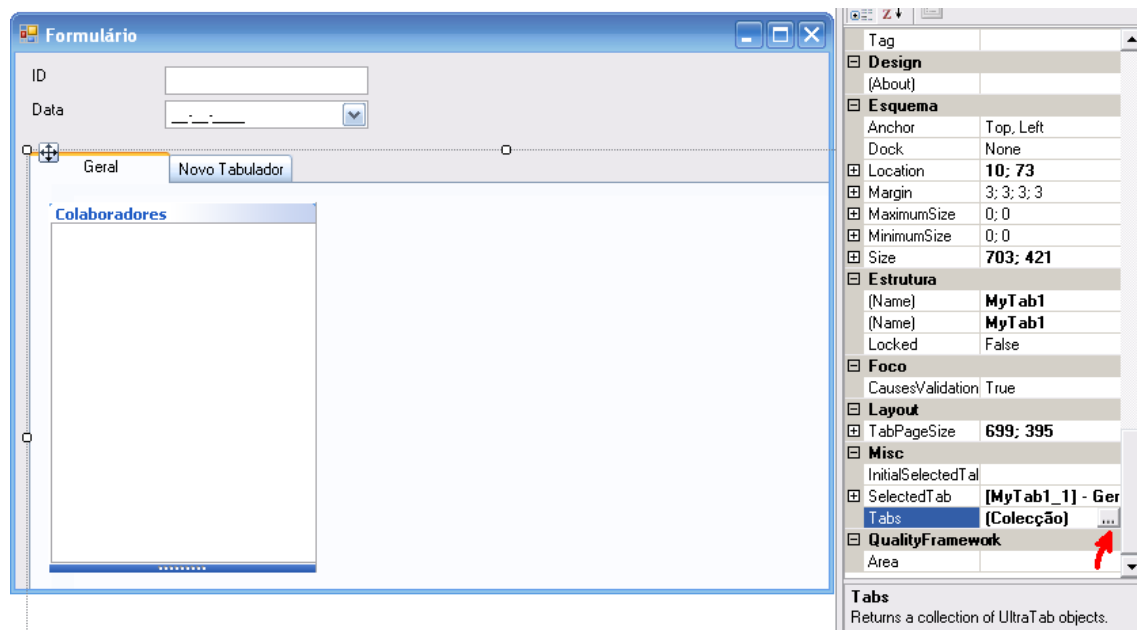 Formulário
ID
Data
__-__-____
Geral
Novo Tabulador
Colaboradores
Tag
Design
(About)
Esquema
Anchor Top, Left
Dock None
Location 10; 73
Margin 3; 3; 3; 3
MaximumSize 0; 0
MinimumSize 0; 0
Size 703; 421
Estrutura
(Name) MyTab1
(Name) MyTab1
Locked False
Foco
CausesValidation True
Layout
TabPageSize 699; 395
Misc
InitialSelectedTal
SelectedTab [MyTab1_1] - Ger
Tabs (Colecção) ...
QualityFramework
Area
Tabs
Returns a collection of UltraTab objects.